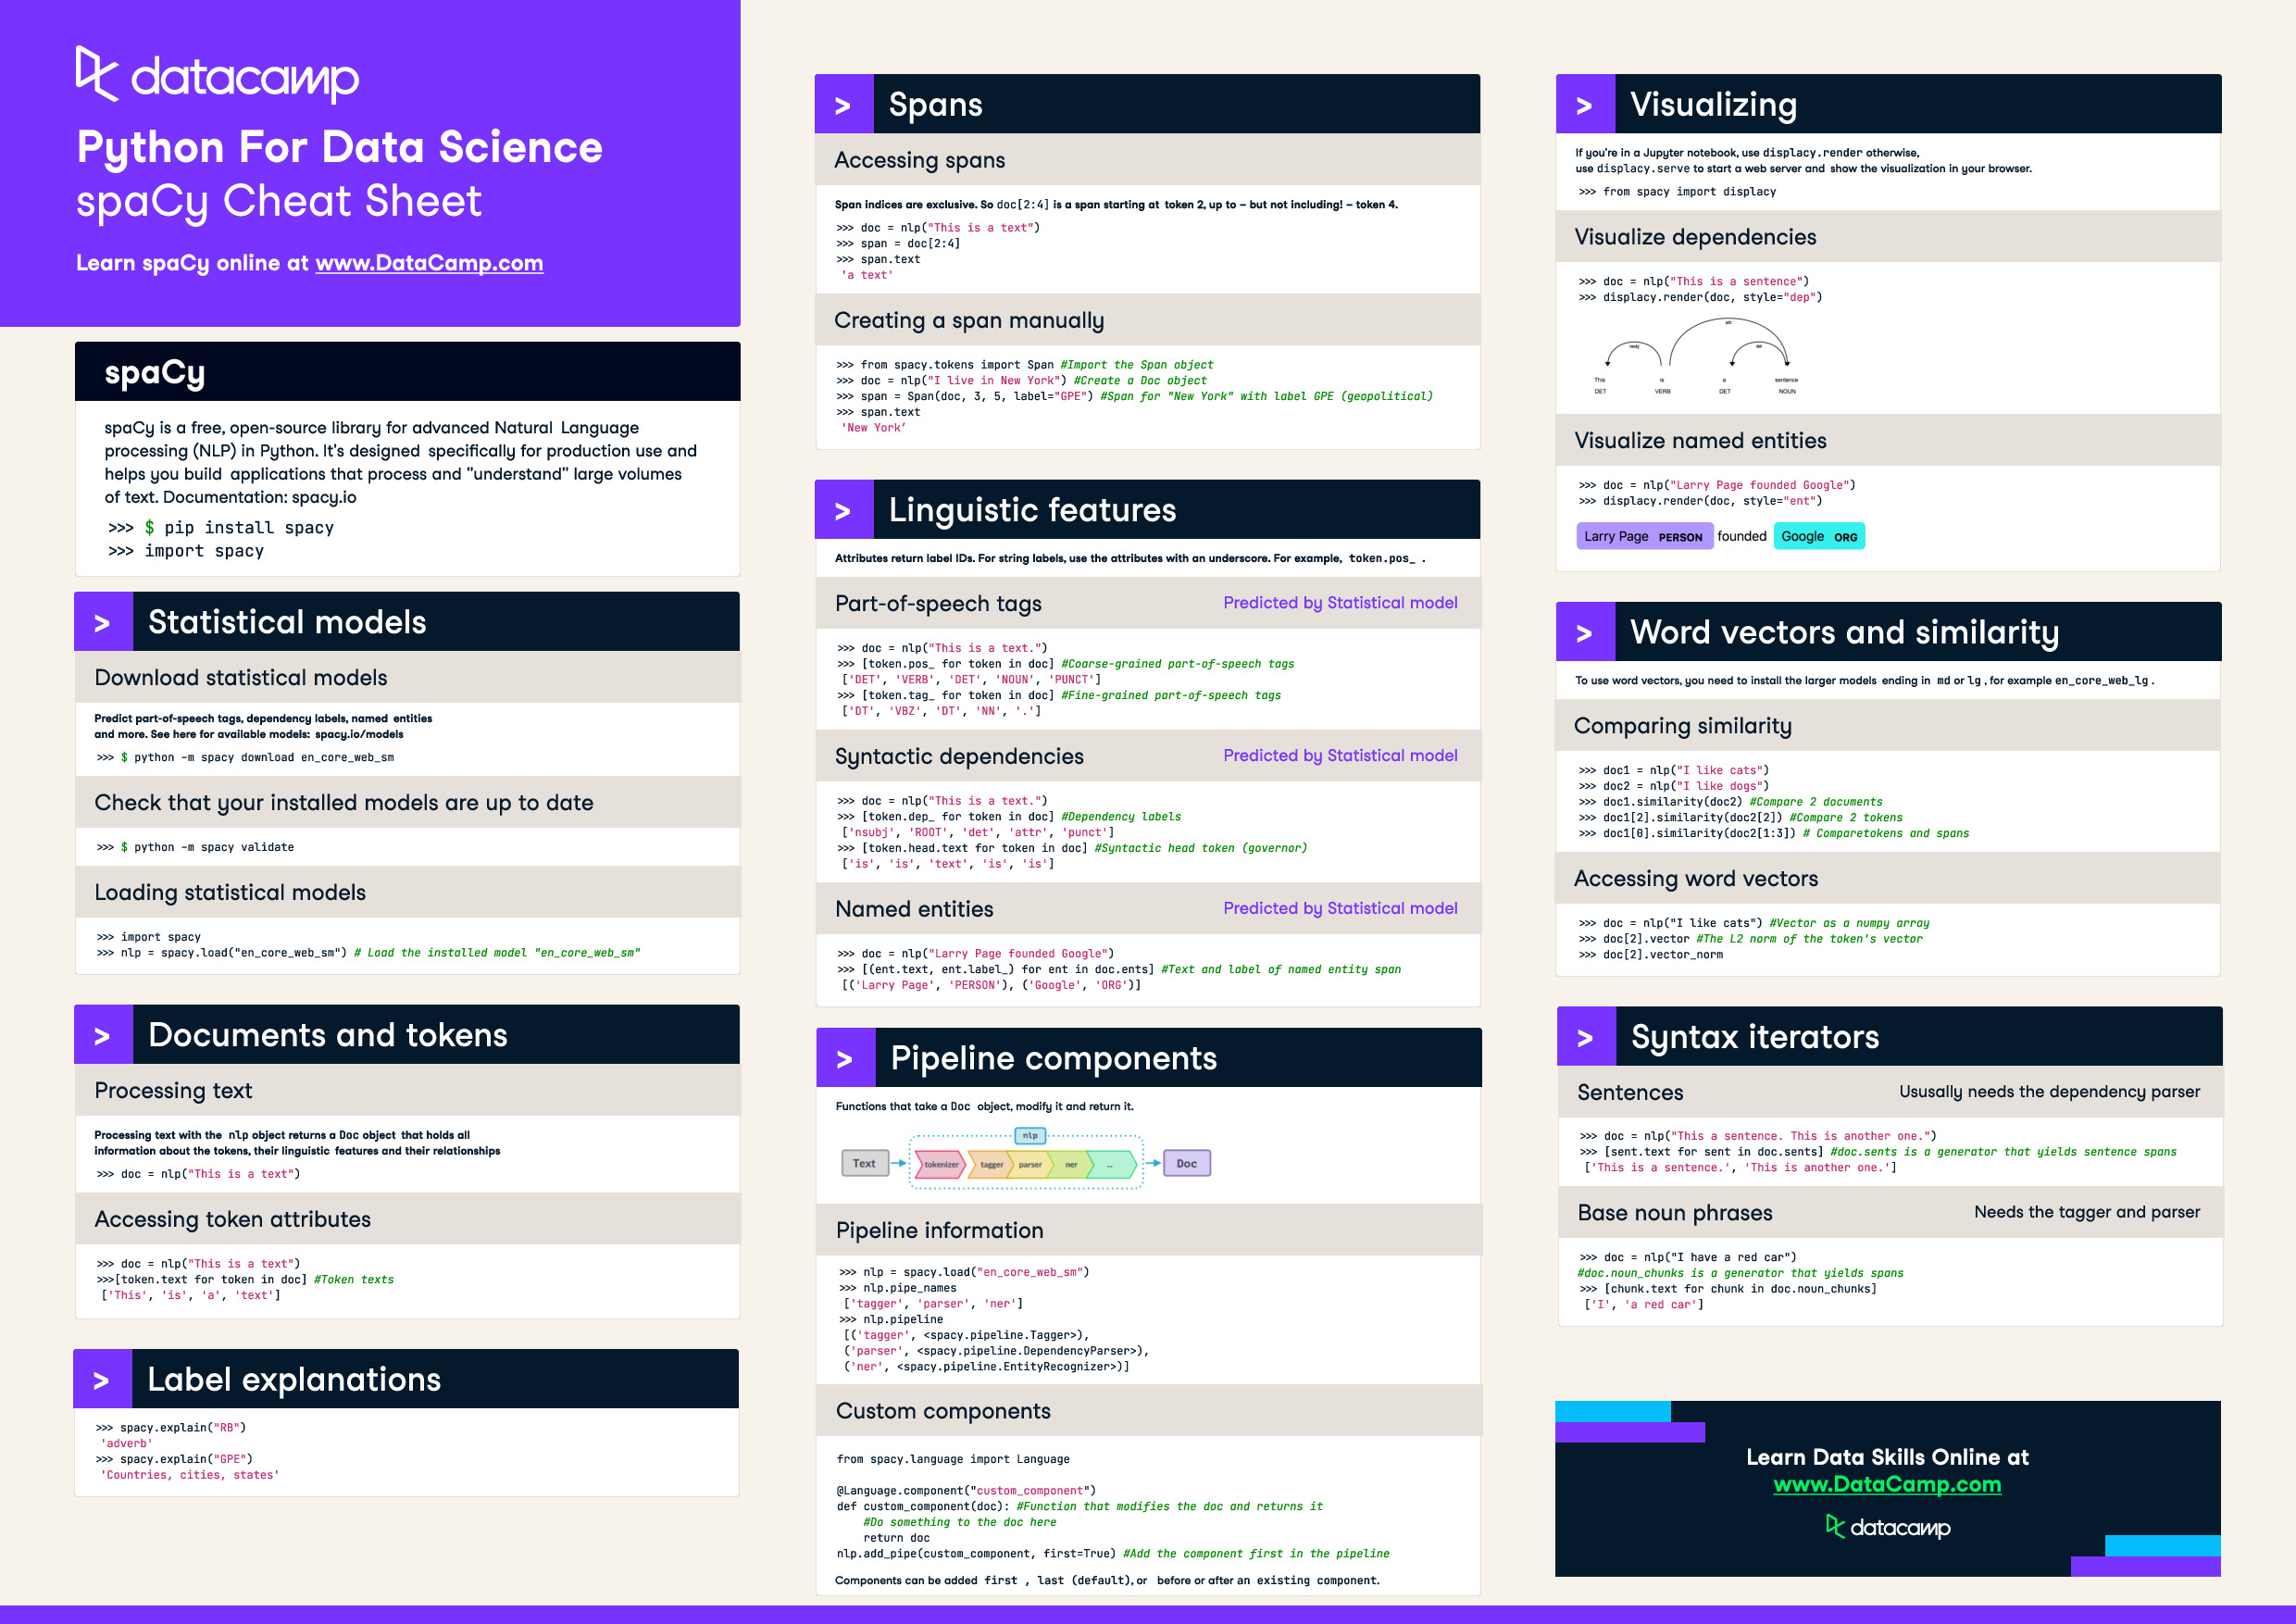 datacamp
Python For Data Science
spaCy Cheat Sheet
Learn spaCy online at www.DataCamp.com
spaCy
spaCy is a free, open-source library for advanced Natural Language
processing (NLP) in Python. It's designed specifically for production use and
helps you build applications that process and "understand" large volumes
of text. Documentation: spacy.io
>>> $ pip install spacy
>>> import spacy
> Statistical models
Download statistical models
Predict part-of-speech tags, dependency labels, named entities
and more. See here for available models: spacy.io/models
>>> $ python -m spacy download en_core_web_sm
Check that your installed models are up to date
>>> $ python -m spacy validate
Loading statistical models
>>> import spacy
>>> nlp = spacy.load("en_core_web_sm") # Load the installed model "en_core_web_sm"
> Documents and tokens
Processing text
Processing text with the nlp object returns a Doc object that holds all
information about the tokens, their linguistic features and their relationships
>>> doc = nlp("This is a text")
Accessing token attributes
>>> doc = nlp("This is a text")
>>>[token.text for token in doc] #Token texts
['This', 'is', 'a', 'text']
> Label explanations
>>> spacy.explain("RB")
'adverb'
>>> spacy.explain("GPE")
'Countries, cities, states'
> Spans
Accessing spans
Span indices are exclusive. So doc[2:4] is a span starting at token 2, up to – but not including! – token 4.
>>> doc = nlp("This is a text")
>>> span = doc[2:4]
>>> span.text
'a text'
Creating a span manually
>>> from spacy.tokens import Span #Import the Span object
>>> doc = nlp("I live in New York") #Create a Doc object
>>> span = Span(doc, 3, 5, label="GPE") #Span for "New York" with label GPE (geopolitical)
>>> span.text
'New York’
> Linguistic features
Attributes return label IDs. For string labels, use the attributes with an underscore. For example, token.pos_ .
Part-of-speech tags Predicted by Statistical model
>>> doc = nlp("This is a text.")
>>> [token.pos_ for token in doc] #Coarse-grained part-of-speech tags
['DET', 'VERB', 'DET', 'NOUN', 'PUNCT']
>>> [token.tag_ for token in doc] #Fine-grained part-of-speech tags
['DT', 'VBZ', 'DT', 'NN', '.']
Syntactic dependencies Predicted by Statistical model
>>> doc = nlp("This is a text.")
>>> [token.dep_ for token in doc] #Dependency labels
['nsubj', 'ROOT', 'det', 'attr', 'punct']
>>> [token.head.text for token in doc] #Syntactic head token (governor)
['is', 'is', 'text', 'is', 'is']
Named entities Predicted by Statistical model
>>> doc = nlp("Larry Page founded Google")
>>> [(ent.text, ent.label_) for ent in doc.ents] #Text and label of named entity span
[('Larry Page', 'PERSON'), ('Google', 'ORG')]
> Pipeline components
Functions that take a Doc object, modify it and return it.
nlp
Text tokenizer tagger parser ner ... Doc
Pipeline information
>>> nlp = spacy.load("en_core_web_sm")
>>> nlp.pipe_names
['tagger', 'parser', 'ner']
>>> nlp.pipeline
[('tagger', <spacy.pipeline.Tagger>),
('parser', <spacy.pipeline.DependencyParser>),
('ner', <spacy.pipeline.EntityRecognizer>)]
Custom components
from spacy.language import Language
@Language.component("custom_component")
def custom_component(doc): #Function that modifies the doc and returns it
#Do something to the doc here
return doc
nlp.add_pipe(custom_component, first=True) #Add the component first in the pipeline
Components can be added first , last (default), or before or after an existing component.
> Visualizing
If you're in a Jupyter notebook, use displacy.render otherwise,
use displacy.serve to start a web server and show the visualization in your browser.
>>> from spacy import displacy
Visualize dependencies
>>> doc = nlp("This is a sentence")
>>> displacy.render(doc, style="dep")
attr
nsubj det
This is a sentence
DET VERB DET NOUN
Visualize named entities
>>> doc = nlp("Larry Page founded Google")
>>> displacy.render(doc, style="ent")
Larry Page PERSON founded Google ORG
> Word vectors and similarity
To use word vectors, you need to install the larger models ending in md or lg , for example en_core_web_lg .
Comparing similarity
>>> doc1 = nlp("I like cats")
>>> doc2 = nlp("I like dogs")
>>> doc1.similarity(doc2) #Compare 2 documents
>>> doc1[2].similarity(doc2[2]) #Compare 2 tokens
>>> doc1[0].similarity(doc2[1:3]) # Comparetokens and spans
Accessing word vectors
>>> doc = nlp("I like cats") #Vector as a numpy array
>>> doc[2].vector #The L2 norm of the token's vector
>>> doc[2].vector_norm
> Syntax iterators
Sentences Ususally needs the dependency parser
>>> doc = nlp("This a sentence. This is another one.")
>>> [sent.text for sent in doc.sents] #doc.sents is a generator that yields sentence spans
['This is a sentence.', 'This is another one.']
Base noun phrases Needs the tagger and parser
>>> doc = nlp("I have a red car")
#doc.noun_chunks is a generator that yields spans
>>> [chunk.text for chunk in doc.noun_chunks]
['I', 'a red car']
Learn Data Skills Online at
www.DataCamp.com
datacamp